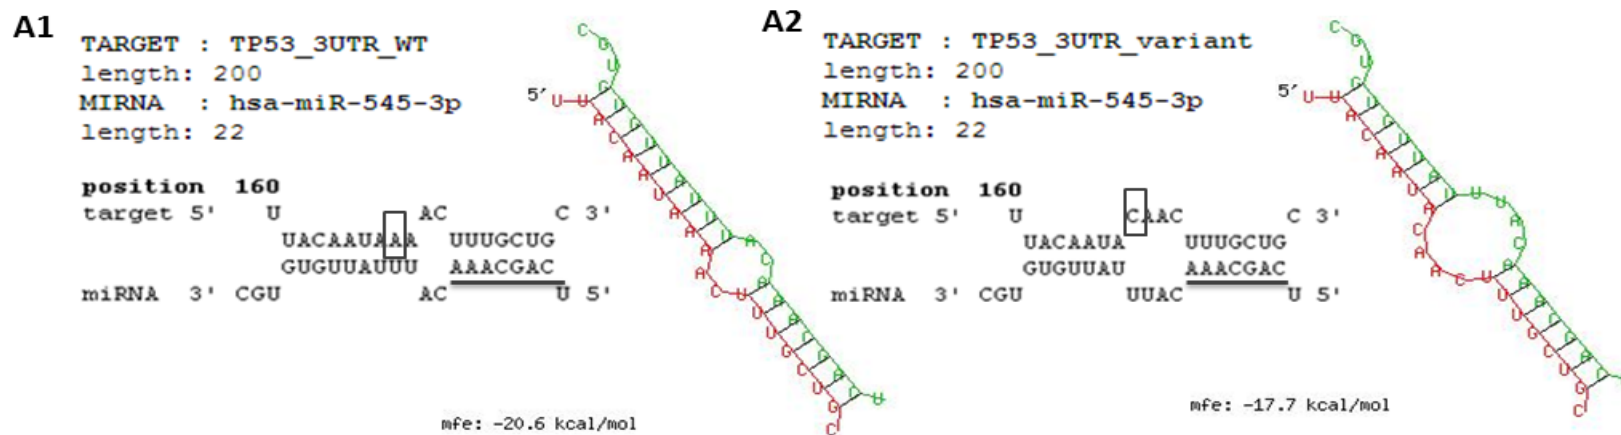 A1
TARGET : TP53_3UTR_WT
length: 200
MIRNA : hsa-miR-545-3p
length: 22
position 160
target 5' U AC C 3'
UACAAUAAA UUUGCUG
GUGUUAUUU AAACGAC
miRNA 3' CGU AC U 5'
5'
mfe: -20.6 kcal/mol
A2
TARGET : TP53_3UTR_variant
length: 200
MIRNA : hsa-miR-545-3p
length: 22
position 160
target 5' U CAAC C 3'
UACAAUA UUUGCUG
GUGUUAU AAACGAC
miRNA 3' CGU UUAC U 5'
5'
mfe: -17.7 kcal/mol